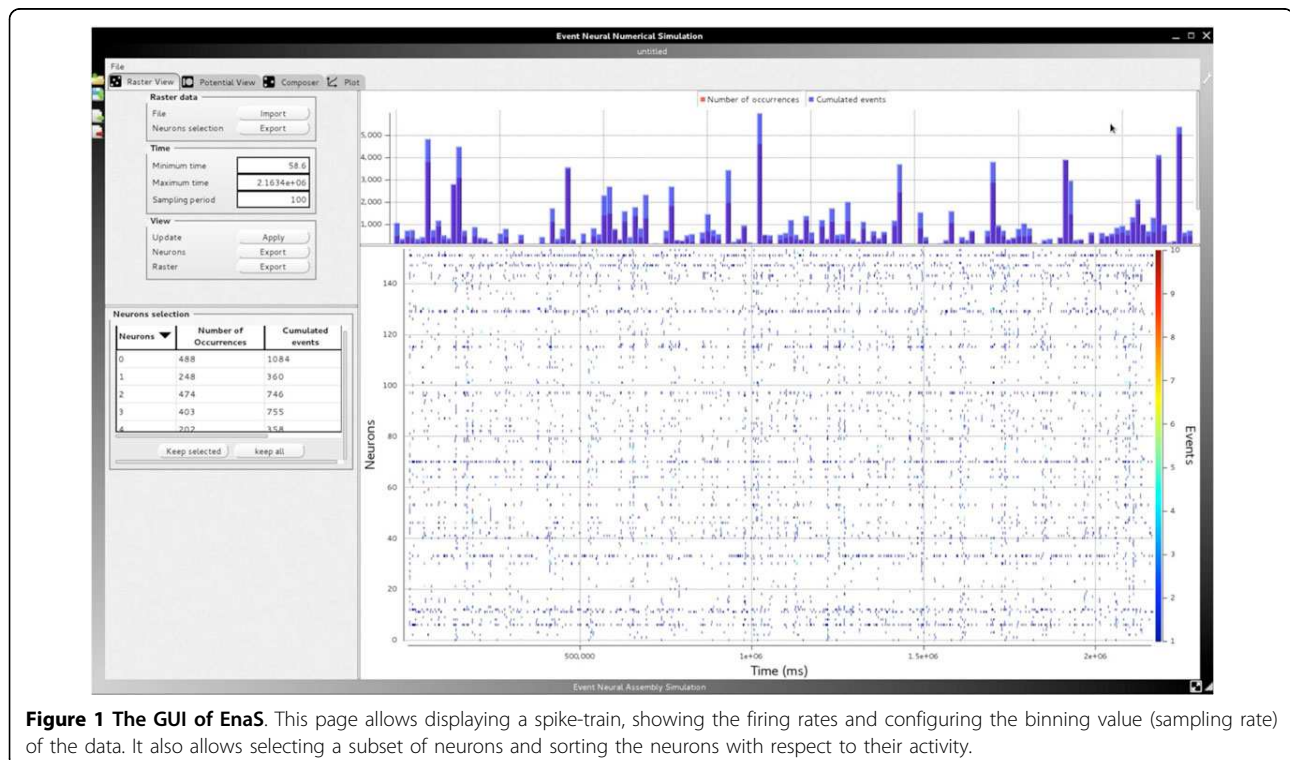 Event Neural Numerical Simulation
untitled
File
Raster View Potential View Composer Plot
Raster data
File Import
Neurons selection Export
Time
Minimum time 58.6
Maximum time 2.1634e+06
Sampling period 100
View
Update Apply
Neurons Export
Raster Export
Neurons selection
Neurons Number of Occurrences Cumulated events
0 488 1084
1 248 360
2 474 746
3 403 755
4 202 358
Keep selected keep all
Number of occurrences Cumulated events
5,000
4,000
3,000
2,000
1,000
140
120
100
80
60
40
20
0
Neurons
500,000 1e+06 1.5e+06 2e+06
Time (ms)
10
9
8
7
6
5
4
3
2
1
Events
Event Neural Assembly Simulation
Figure 1 The GUI of EnaS. This page allows displaying a spike-train, showing the firing rates and configuring the binning value (sampling rate)
of the data. It also allows selecting a subset of neurons and sorting the neurons with respect to their activity.